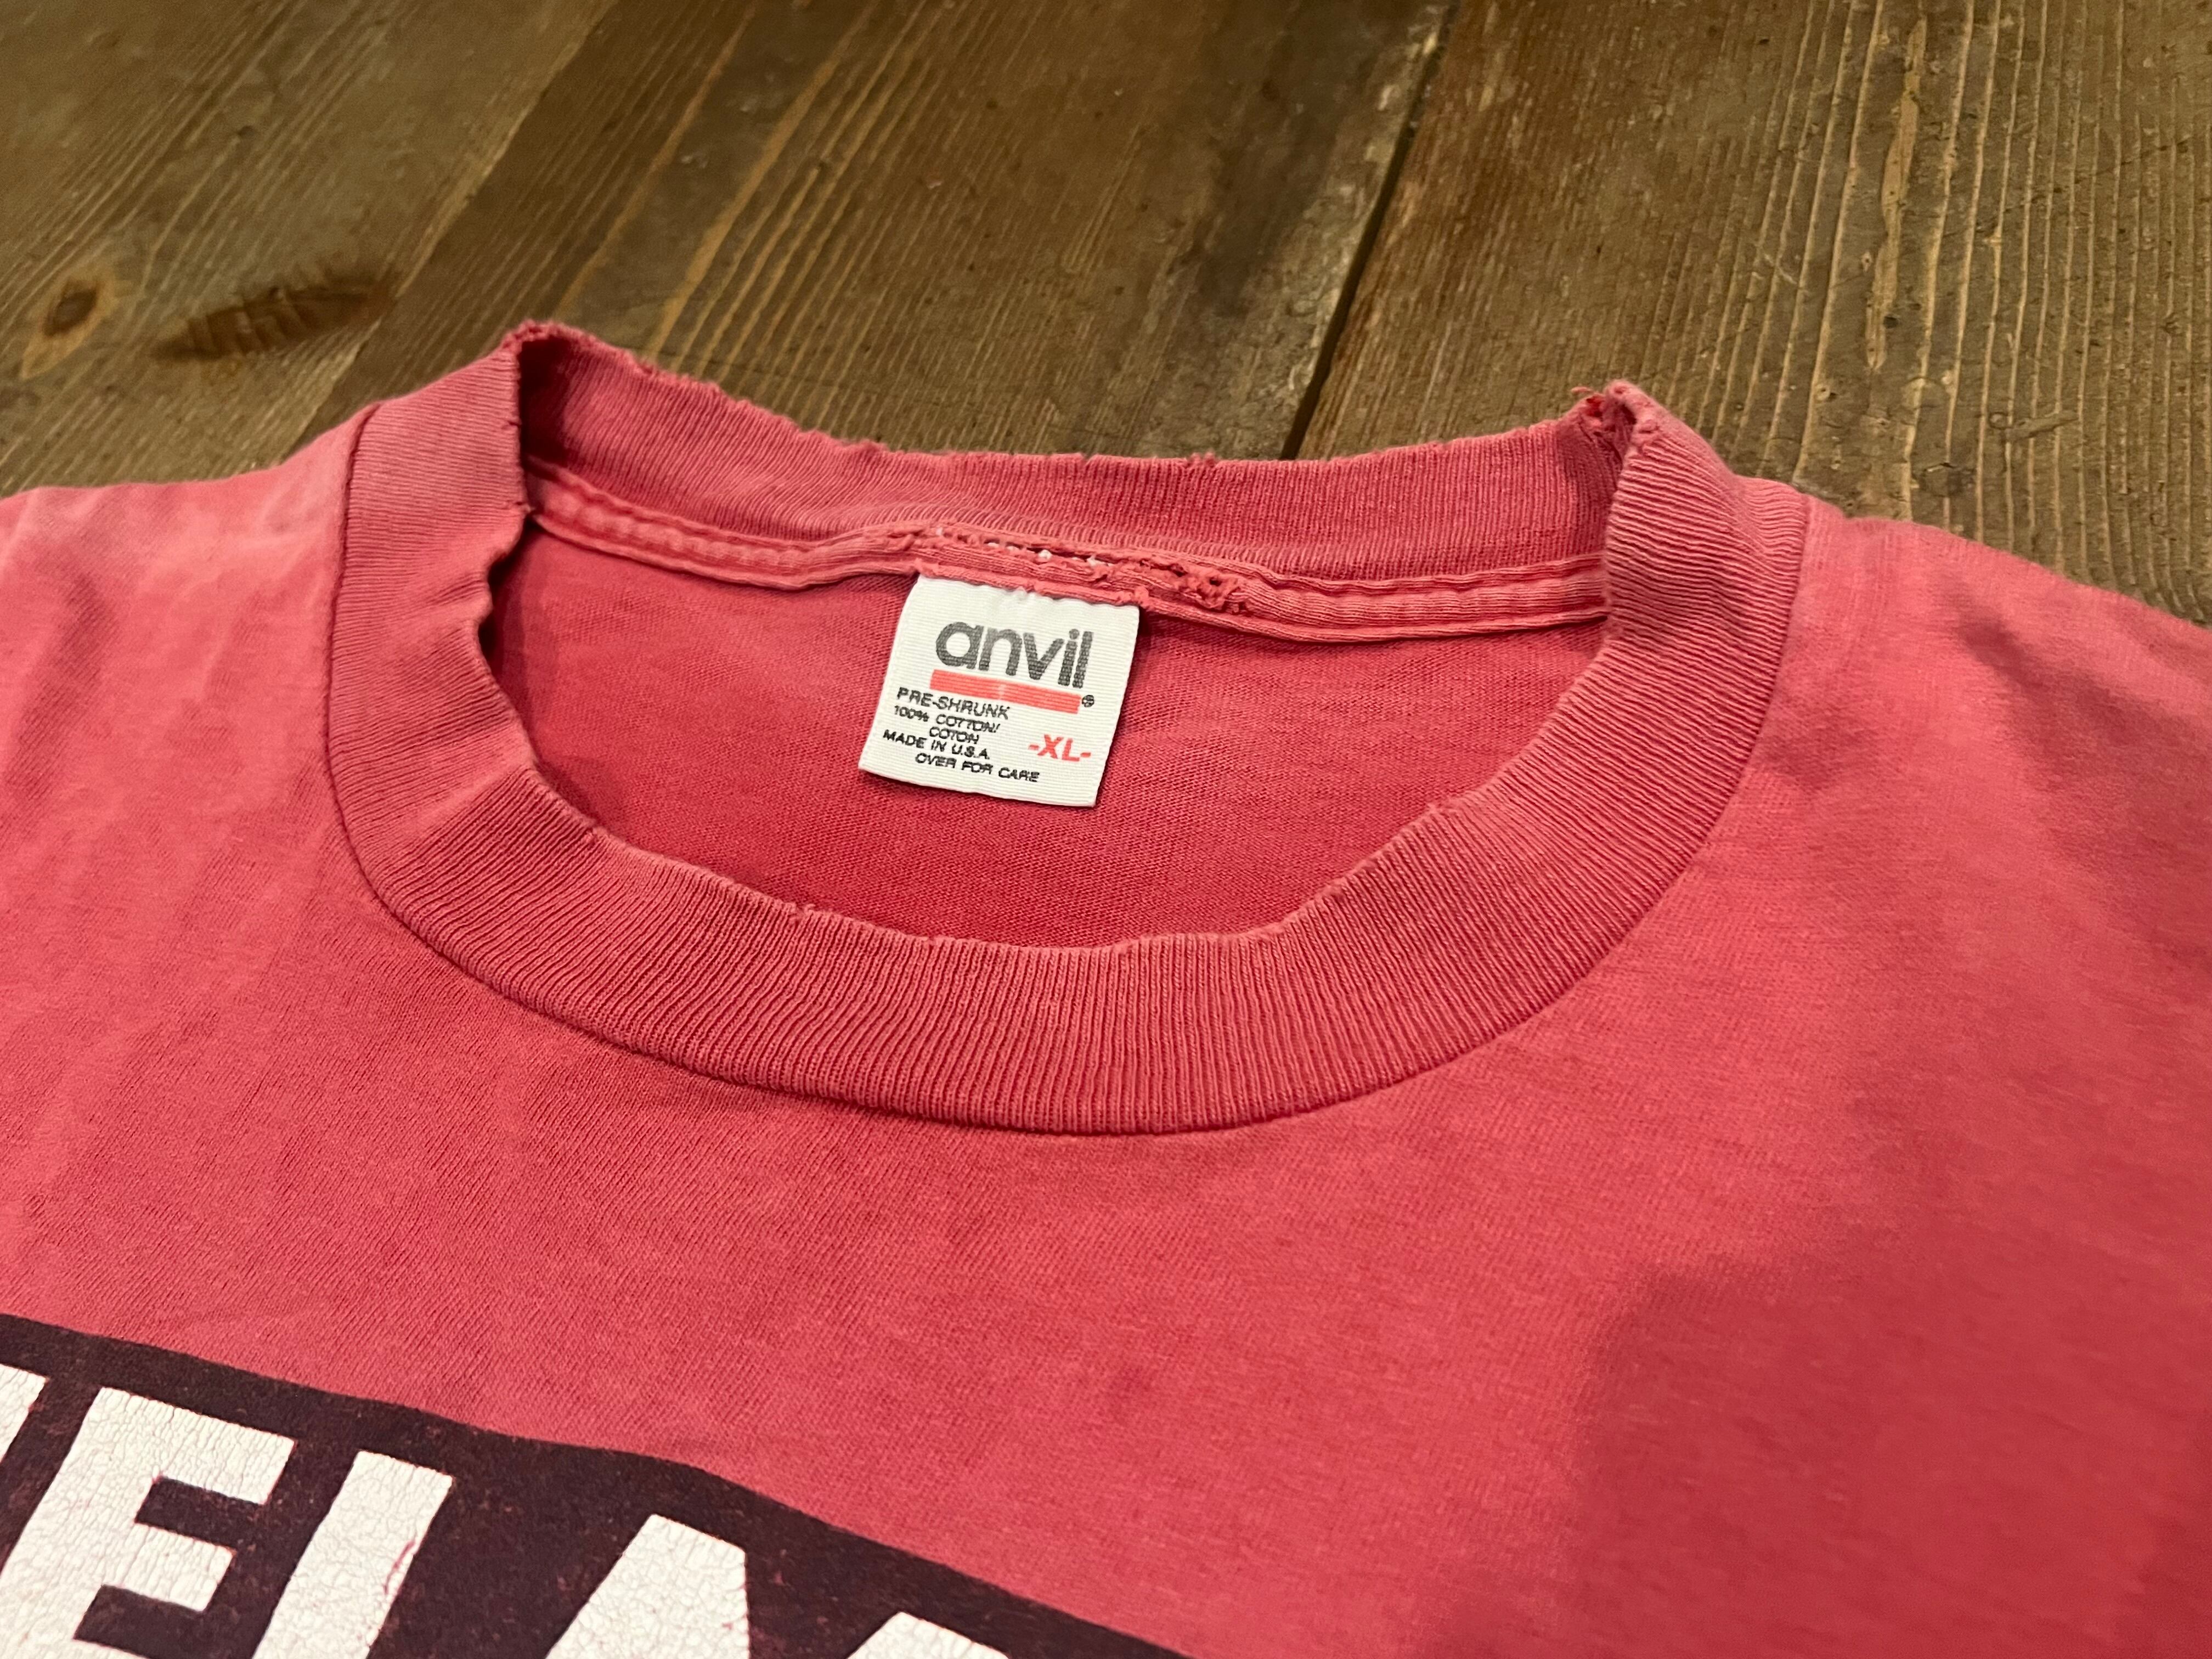 anvil®
PRE-SHRUNK
100% COTTON/
COTON
MADE IN U.S.A.
-XL-
OVER FOR CARE